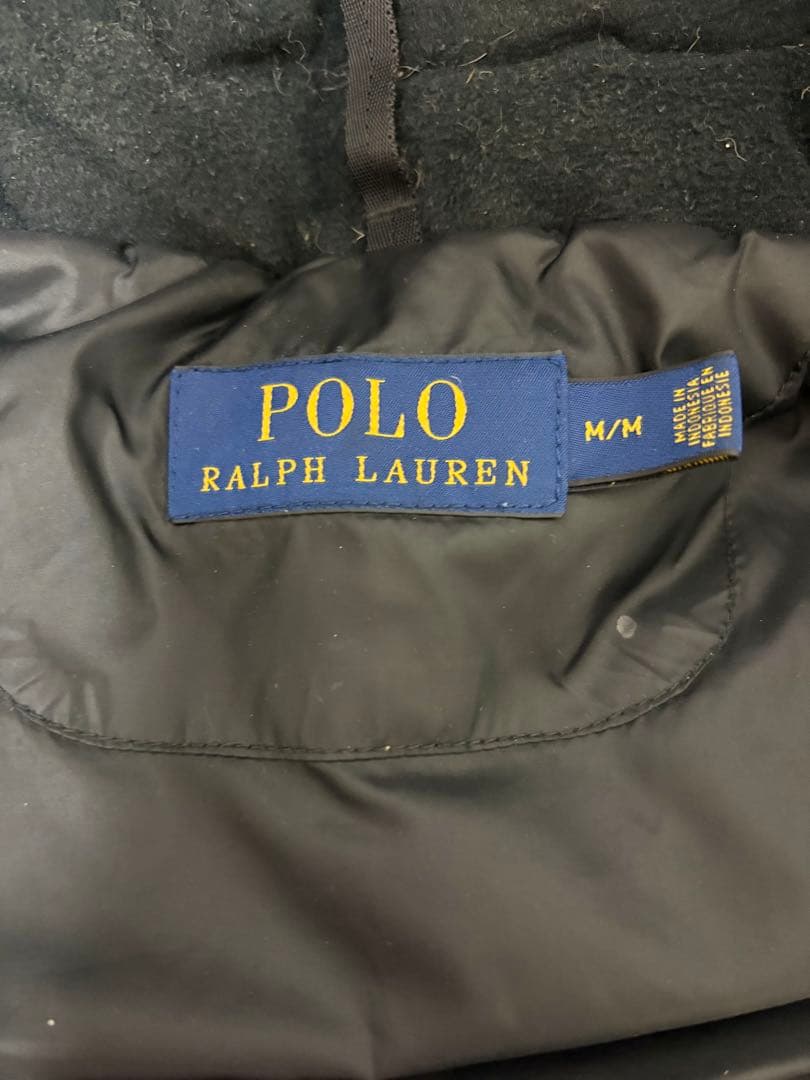 POLO
RALPH LAUREN
M/M
MADE IN
INDONESIA
FABRIQUE EN
INDONESIE